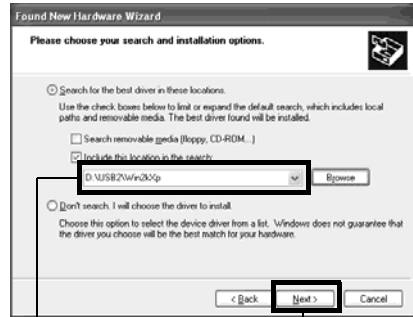 Found New Hardware Wizard
Please choose your search and installation options.
Search for the best driver in these locations.
Use the check boxes below to limit or expand the default search, which includes local
paths and removable media. The best driver found will be installed.
Search removable media (floppy, CD-ROM...)
Include this location in the search:
D:\USB2\Win2kXp
Browse
Don't search. I will choose the driver to install.
Choose this option to select the device driver from a list. Windows does not guarantee that
the driver you choose will be the best match for your hardware.
< Back Next > Cancel